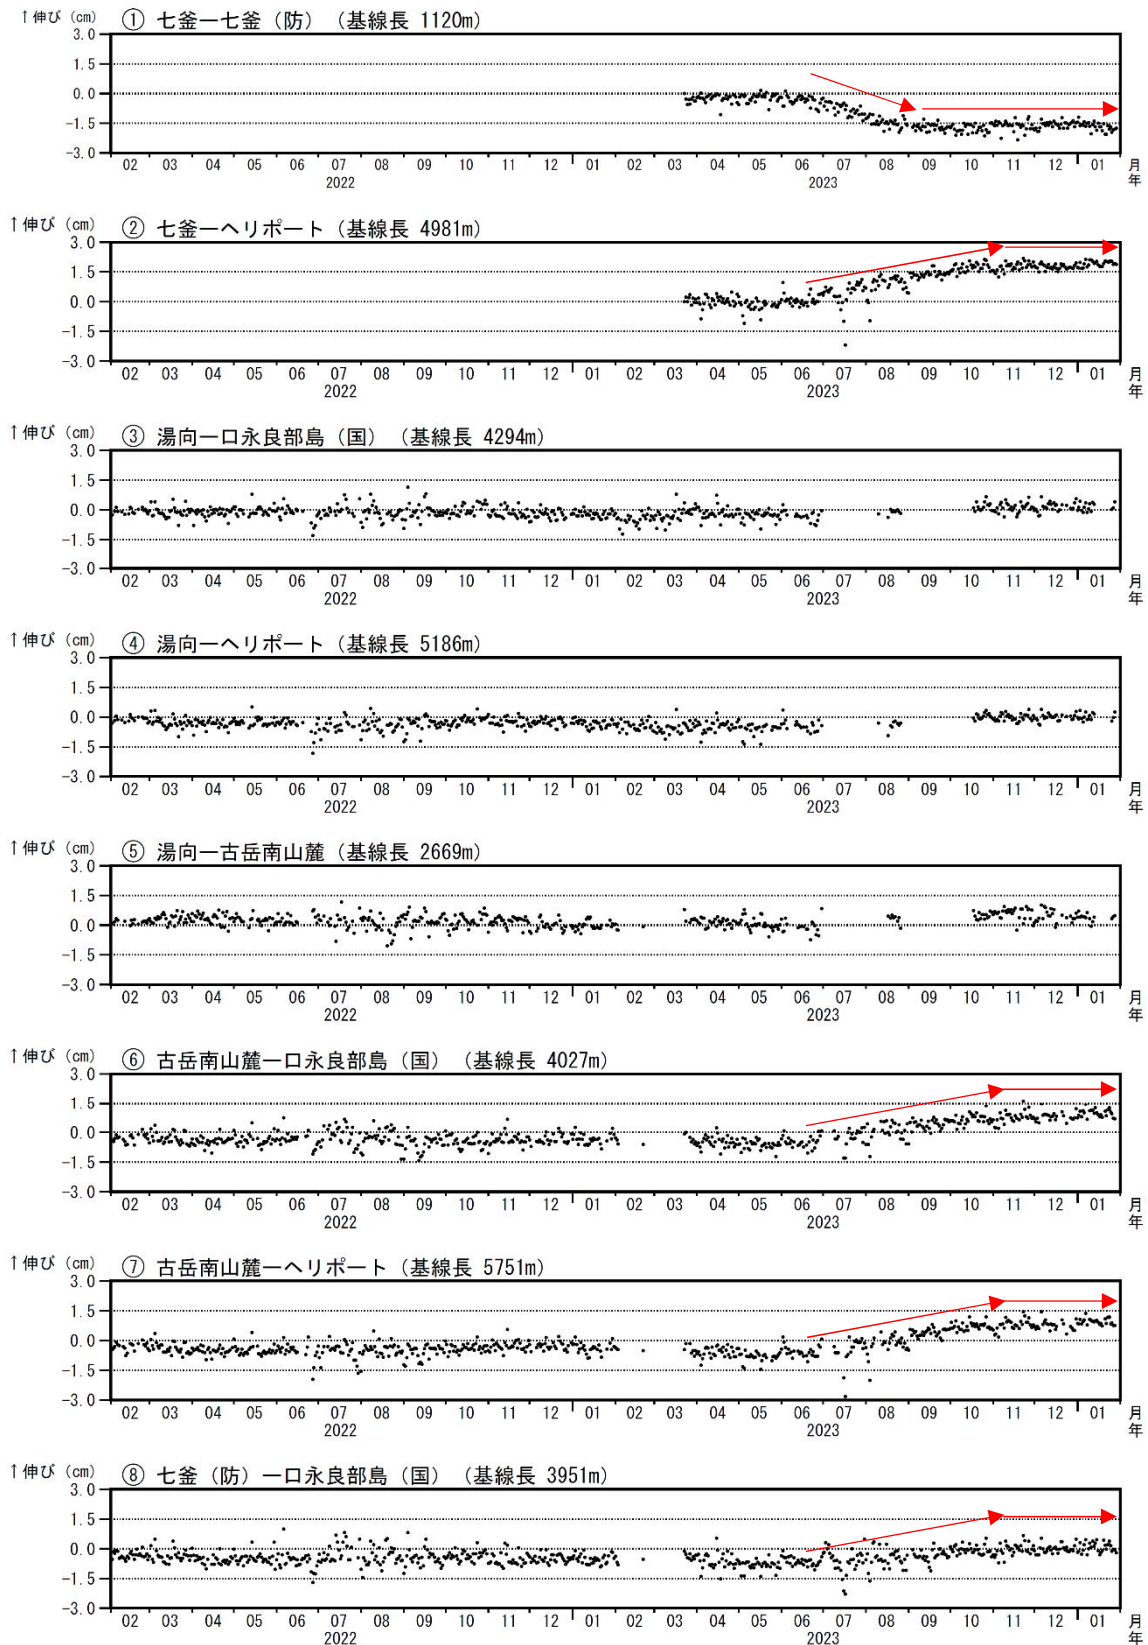 ↑伸び (cm) ① 七釜ー七釜（防）（基線長 1120m）
3.0
1.5
0.0
-1.5
-3.0
02 03 04 05 06 07 08 09 10 11 12 01 02 03 04 05 06 07 08 09 10 11 12 01 月
2022 2023 年
↑伸び (cm) ② 七釜ーヘリポート（基線長 4981m）
3.0
1.5
0.0
-1.5
-3.0
02 03 04 05 06 07 08 09 10 11 12 01 02 03 04 05 06 07 08 09 10 11 12 01 月
2022 2023 年
↑伸び (cm) ③ 湯向ー口永良部島（国）（基線長 4294m）
3.0
1.5
0.0
-1.5
-3.0
02 03 04 05 06 07 08 09 10 11 12 01 02 03 04 05 06 07 08 09 10 11 12 01 月
2022 2023 年
↑伸び (cm) ④ 湯向ーヘリポート（基線長 5186m）
3.0
1.5
0.0
-1.5
-3.0
02 03 04 05 06 07 08 09 10 11 12 01 02 03 04 05 06 07 08 09 10 11 12 01 月
2022 2023 年
↑伸び (cm) ⑤ 湯向ー古岳南山麓（基線長 2669m）
3.0
1.5
0.0
-1.5
-3.0
02 03 04 05 06 07 08 09 10 11 12 01 02 03 04 05 06 07 08 09 10 11 12 01 月
2022 2023 年
↑伸び (cm) ⑥ 古岳南山麓ー口永良部島（国）（基線長 4027m）
3.0
1.5
0.0
-1.5
-3.0
02 03 04 05 06 07 08 09 10 11 12 01 02 03 04 05 06 07 08 09 10 11 12 01 月
2022 2023 年
↑伸び (cm) ⑦ 古岳南山麓ーヘリポート（基線長 5751m）
3.0
1.5
0.0
-1.5
-3.0
02 03 04 05 06 07 08 09 10 11 12 01 02 03 04 05 06 07 08 09 10 11 12 01 月
2022 2023 年
↑伸び (cm) ⑧ 七釜（防）ー口永良部島（国）（基線長 3951m）
3.0
1.5
0.0
-1.5
-3.0
02 03 04 05 06 07 08 09 10 11 12 01 02 03 04 05 06 07 08 09 10 11 12 01 月
2022 2023 年